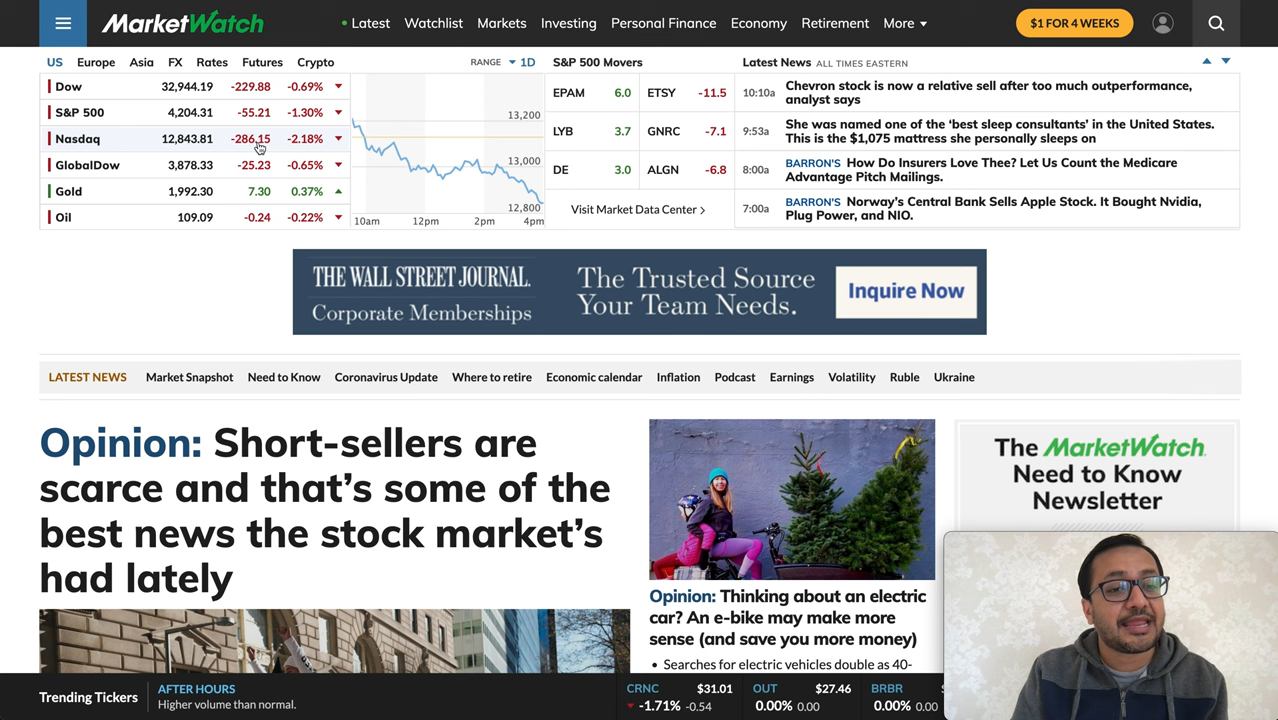 MarketWatch
Latest Watchlist Markets Investing Personal Finance Economy Retirement More
$1 FOR 4 WEEKS
US Europe Asia FX Rates Futures Crypto
RANGE 1D
Dow 32,944.19 -229.88 -0.69%
S&P 500 4,204.31 -55.21 -1.30%
Nasdaq 12,843.81 -286.15 -2.18%
GlobalDow 3,878.33 -25.23 -0.65%
Gold 1,992.30 7.30 0.37%
Oil 109.09 -0.24 -0.22%
13,200
13,000
12,800
10am 12pm 2pm 4pm
S&P 500 Movers
EPAM 6.0 ETSY -11.5
LYB 3.7 GNRC -7.1
DE 3.0 ALGN -6.8
Visit Market Data Center >
Latest News ALL TIMES EASTERN
10:10a Chevron stock is now a relative sell after too much outperformance,
analyst says
9:53a She was named one of the ‘best sleep consultants’ in the United States.
This is the $1,075 mattress she personally sleeps on
8:00a BARRON'S How Do Insurers Love Thee? Let Us Count the Medicare
Advantage Pitch Mailings.
7:00a BARRON'S Norway’s Central Bank Sells Apple Stock. It Bought Nvidia,
Plug Power, and NIO.
THE WALL STREET JOURNAL.
Corporate Memberships
The Trusted Source
Your Team Needs.
Inquire Now
LATEST NEWS Market Snapshot Need to Know Coronavirus Update Where to retire Economic calendar Inflation Podcast Earnings Volatility Ruble Ukraine
Opinion: Short-sellers are
scarce and that’s some of the
best news the stock market’s
had lately
Opinion: Thinking about an electric
car? An e-bike may make more
sense (and save you more money)
• Searches for electric vehicles double as 40-
The MarketWatch
Need to Know
Newsletter
Trending Tickers
AFTER HOURS
Higher volume than normal.
CRNC $31.01
-1.71% -0.54
OUT $27.46
0.00% 0.00
BRBR
0.00% 0.00